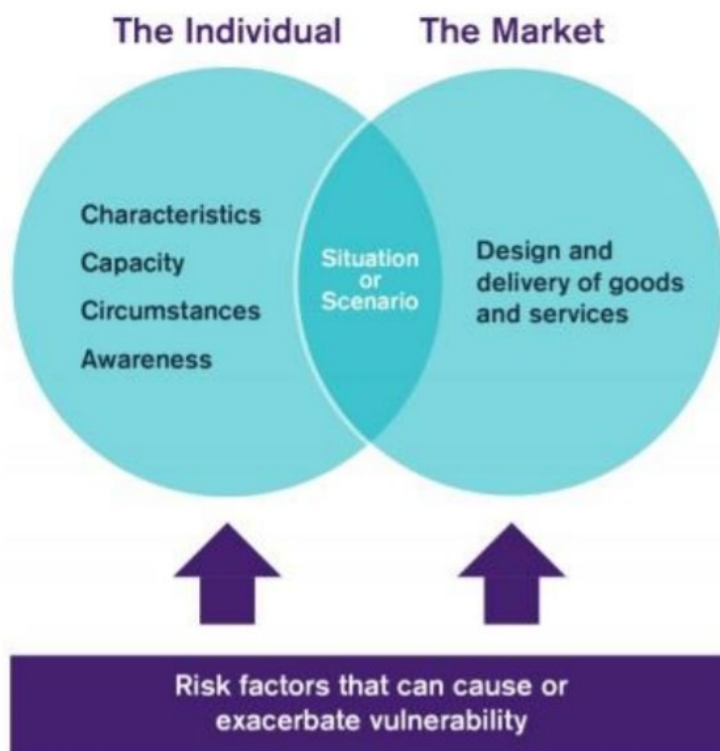 The Individual
The Market
Characteristics
Capacity
Circumstances
Awareness
Situation
or
Scenario
Design and
delivery of goods
and services
Risk factors that can cause or
exacerbate vulnerability